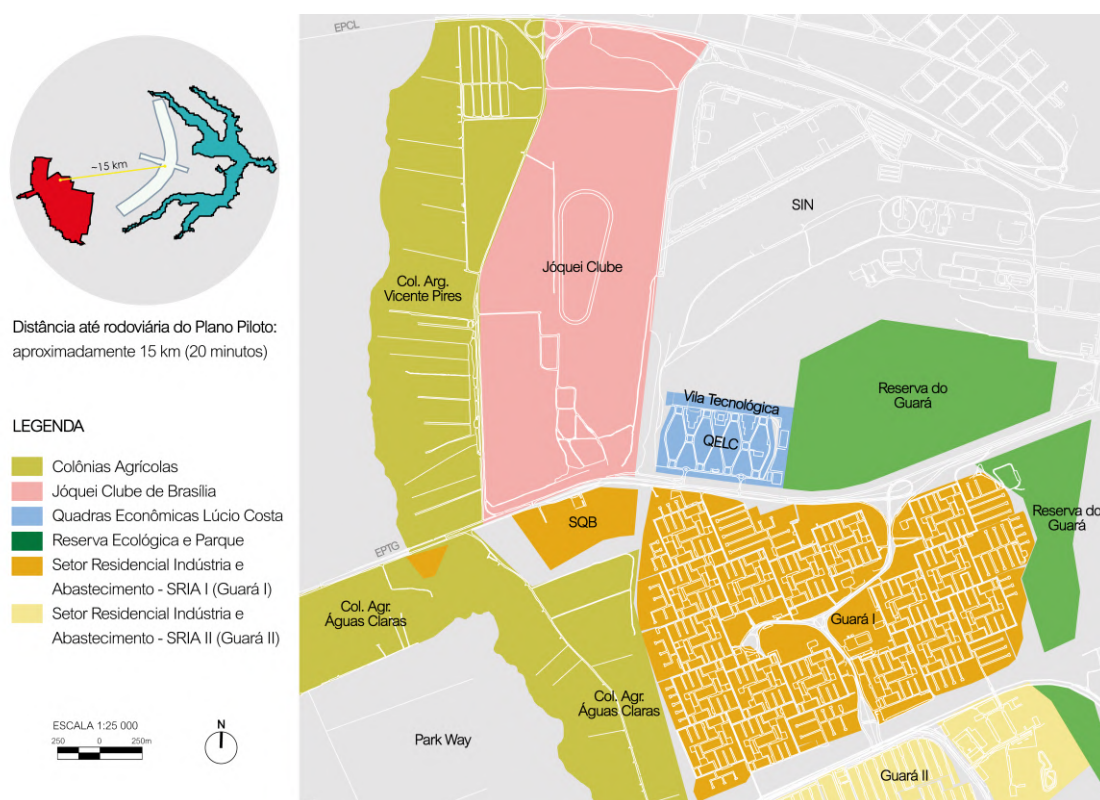 ~15 km
Distância até rodoviária do Plano Piloto:
aproximadamente 15 km (20 minutos)
LEGENDA
Colônias Agrícolas
Jóquei Clube de Brasília
Quadras Econômicas Lúcio Costa
Reserva Ecológica e Parque
Setor Residencial Indústria e
Abastecimento - SRIA I (Guará I)
Setor Residencial Indústria e
Abastecimento - SRIA II (Guará II)
ESCALA 1:25 000
250 0 250m
N
EPCL
SIN
Jóquei Clube
Col. Arg.
Vicente Pires
Vila Tecnológica
QELC
Reserva do
Guará
Reserva do
Guará
SQB
EPTG
Col. Agr.
Águas Claras
Guará I
Col. Agr.
Águas Claras
Park Way
Guará II